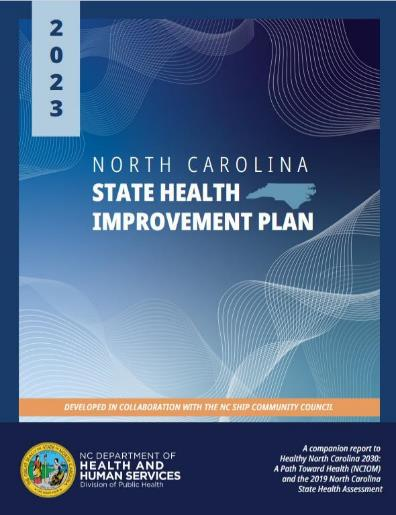 2
0
2
3
NORTH CAROLINA
STATE HEALTH
IMPROVEMENT PLAN
DEVELOPED IN COLLABORATION WITH THE NC SHIP COMMUNITY COUNCIL
NC DEPARTMENT OF
HEALTH AND
HUMAN SERVICES
Division of Public Health
A companion report to
Healthy North Carolina 2030:
A Path Toward Health (NCIOM)
and the 2019 North Carolina
State Health Assessment